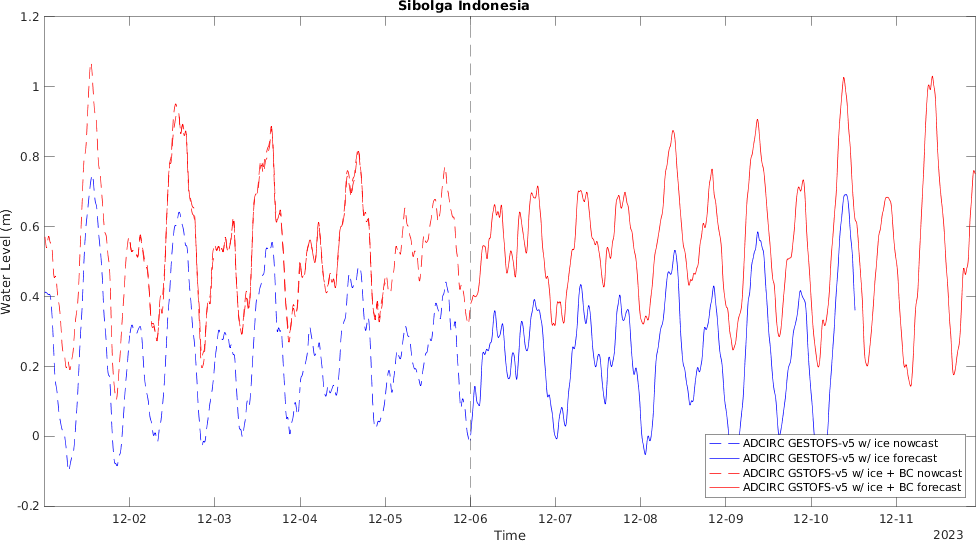 Sibolga Indonesia
1.2
1
0.8
0.6
0.4
0.2
0
-0.2
Water Level (m)
12-02 12-03 12-04 12-05 12-06 12-07 12-08 12-09 12-10 12-11
Time
2023
ADCIRC GESTOFS-v5 w/ ice nowcast
ADCIRC GESTOFS-v5 w/ ice forecast
ADCIRC GSTOFS-v5 w/ ice + BC nowcast
ADCIRC GSTOFS-v5 w/ ice + BC forecast